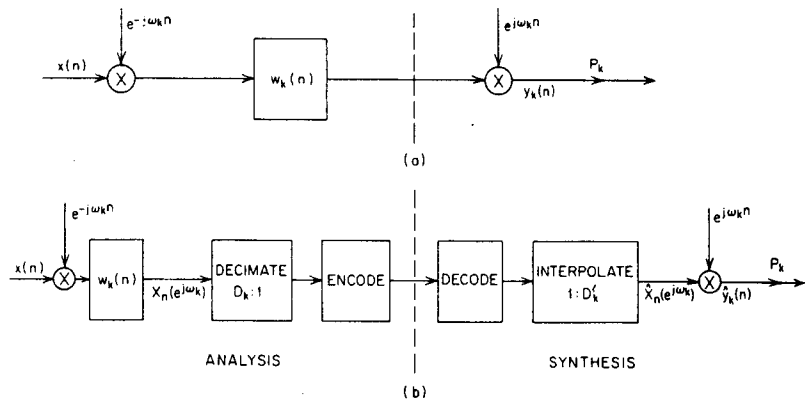 e^{-jω_k n}
x(n)
X
w_k(n)
e^{jω_k n}
X
P_k
y_k(n)
(a)
e^{-jω_k n}
x(n)
X
w_k(n)
X_n(e^{jω_k})
DECIMATE
D_k:1
ENCODE
DECODE
INTERPOLATE
1:D'_k
X̂_n(e^{jω_k})
e^{jω_k n}
X
P_k
ŷ_k(n)
ANALYSIS
SYNTHESIS
(b)